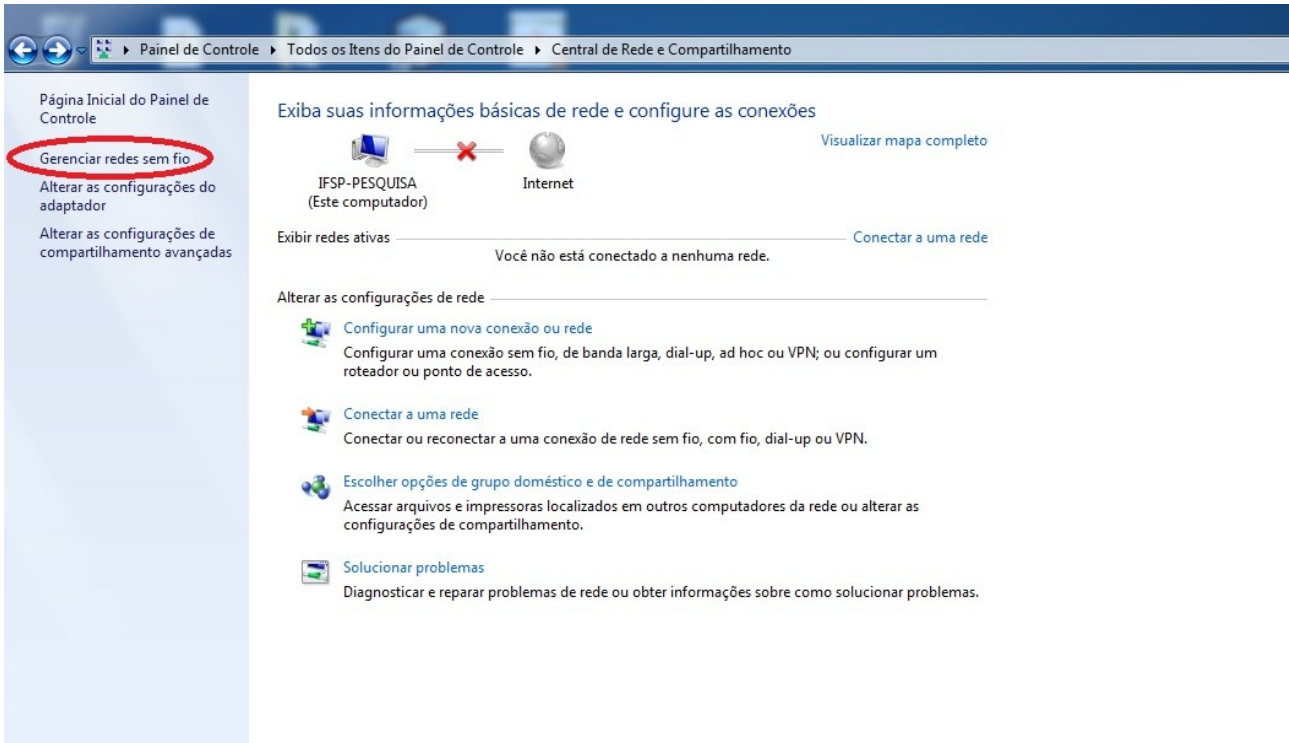 Painel de Controle ▸ Todos os Itens do Painel de Controle ▸ Central de Rede e Compartilhamento
Página Inicial do Painel de
Controle
Gerenciar redes sem fio
Alterar as configurações do
adaptador
Alterar as configurações de
compartilhamento avançadas
Exiba suas informações básicas de rede e configure as conexões
Visualizar mapa completo
IFSP-PESQUISA
(Este computador)
Internet
Exibir redes ativas
Conectar a uma rede
Você não está conectado a nenhuma rede.
Alterar as configurações de rede
Configurar uma nova conexão ou rede
Configurar uma conexão sem fio, de banda larga, dial-up, ad hoc ou VPN; ou configurar um
roteador ou ponto de acesso.
Conectar a uma rede
Conectar ou reconectar a uma conexão de rede sem fio, com fio, dial-up ou VPN.
Escolher opções de grupo doméstico e de compartilhamento
Acessar arquivos e impressoras localizados em outros computadores da rede ou alterar as
configurações de compartilhamento.
Solucionar problemas
Diagnosticar e reparar problemas de rede ou obter informações sobre como solucionar problemas.